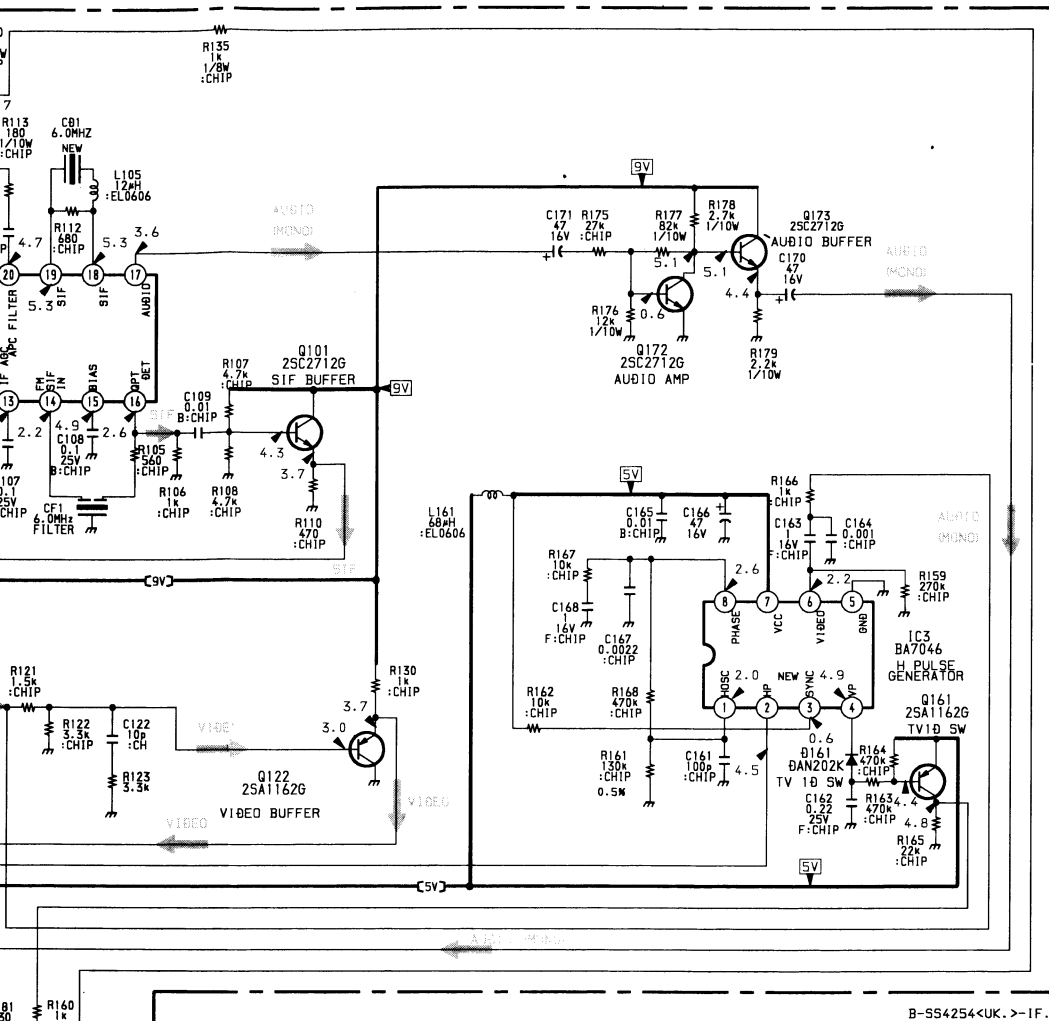 R135
1k
1/8W
:CHIP
7
R113
180
1/10W
:CHIP
CD1
6.0MHZ
NEW
L105
12µH
:EL0606
R112
680
:CHIP
4.7
5.3
3.6
5.3
20
19
18
17
APC FILTER
SIF
SIF
AUDIO
AUDIO
(MONO)
IF AGC
FM
SIF
IN
BIAS
OPT
DET
13
14
15
16
2.2
4.9
2.6
SIF
C108
0.1
25V
B:CHIP
R105
560
:CHIP
CF1
6.0MHz
FILTER
R106
1k
:CHIP
C109
0.01
B:CHIP
R107
4.7k
:CHIP
R108
4.7k
:CHIP
Q101
2SC2712G
SIF BUFFER
4.3
3.7
R110
470
:CHIP
SIF
9V
9V
C171
47
16V
R175
27k
:CHIP
R177
82k
1/10W
R178
2.7k
1/10W
Q173
2SC2712G
AUDIO BUFFER
C170
47
16V
5.1
5.1
4.4
0.6
R176
12k
1/10W
Q172
2SC2712G
AUDIO AMP
R179
2.2k
1/10W
AUDIO
(MONO)
[9V]
5V
L161
68µH
:EL0606
C165
0.01
B:CHIP
C166
47
16V
R166
1k
:CHIP
C163
1
16V
F:CHIP
C164
0.001
:CHIP
AUDIO
(MONO)
R167
10k
:CHIP
C168
1
16V
F:CHIP
C167
0.0022
:CHIP
2.6
2.2
R159
270k
:CHIP
8
7
6
5
PHASE
VCC
VIDEO
GND
IC3
BA7046
H PULSE
GENERATOR
HOSC
2.0
HP
NEW
SYNC
4.9
VP
1
2
3
4
R162
10k
:CHIP
R168
470k
:CHIP
R161
130k
:CHIP
0.5%
C161
100p
:CHIP
4.5
0.6
D161
DAN202K
TV ID SW
R164
470k
:CHIP
Q161
2SA1162G
TVID SW
C162
0.22
25V
F:CHIP
R163
470k
:CHIP
4.4
4.8
R165
22k
:CHIP
R121
1.5k
:CHIP
R122
3.3k
:CHIP
C122
10p
:CH
R123
3.3k
VIDEO
3.0
3.7
R130
1k
:CHIP
Q122
2SA1162G
VIDEO BUFFER
VIDEO
VIDEO
5V
[5V]
AUDIO (MONO)
R160
1k
B-SS4254<UK.>-IF.